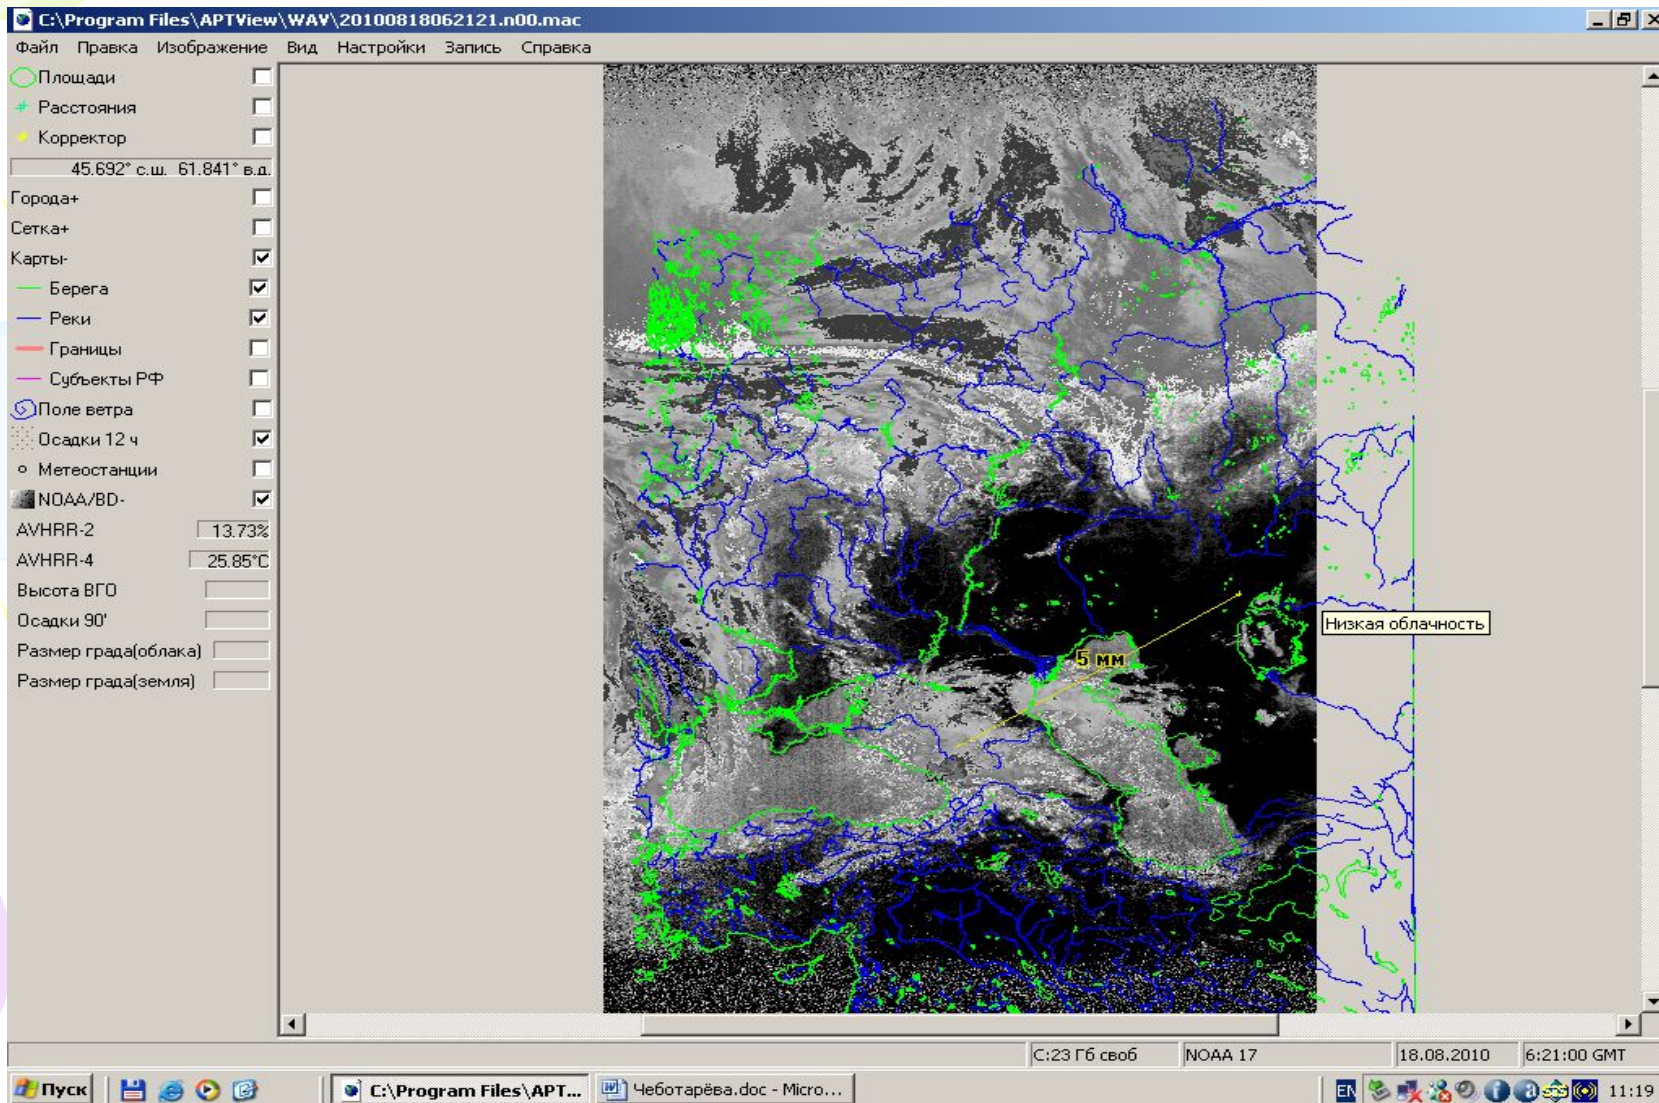 C:\Program Files\APTView\WAV\20100818062121.n00.mac
Файл Правка Изображение Вид Настройки Запись Справка
Площади
Расстояния
Корректор
45.692° с.ш. 61.841° в.д.
Города+
Сетка+
Карты-
Берега
Реки
Границы
Субъекты РФ
Поле ветра
Осадки 12 ч
Метеостанции
NOAA/BD-
AVHRR-2 13.73%
AVHRR-4 25.85°C
Высота ВГО
Осадки 90'
Размер града(облака)
Размер града(земля)
Низкая облачность
5 мм
C:23 Гб своб NOAA 17 18.08.2010 6:21:00 GMT
Пуск C:\Program Files\APT... Чеботарёва.doc - Micro... EN 11:19